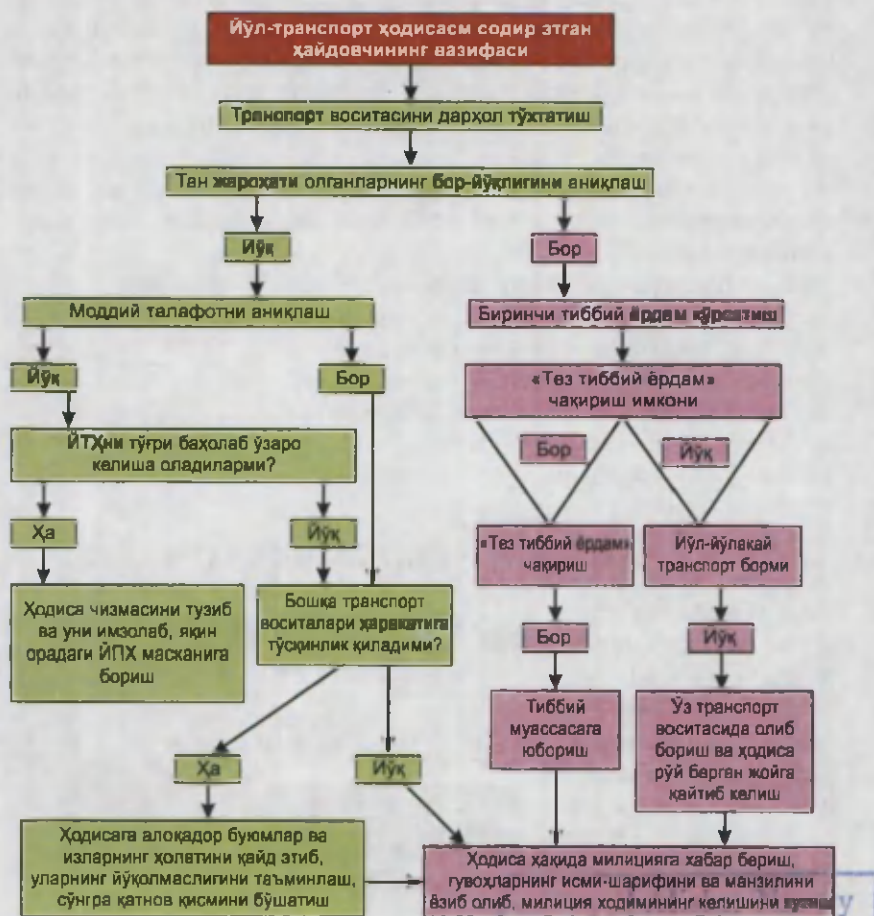 Йўл-транспорт ҳодисасм содир этган
ҳайдовчининг вазифаси
Транспорт воситасини дарҳол тўхтатиш
Тан жароҳати олганларнинг бор-йўқлигини аниқлаш
Йўқ
Бор
Моддий талафотни аниқлаш
Биринчи тиббий ёрдам кўрсатиш
Йўқ
Бор
«Тез тиббий ёрдам»
чақириш имкони
ЙТҲни тўғри баҳолаб ўзаро
келиша оладиларми?
Бор
Йўқ
Ҳа
Йўқ
«Тез тиббий ёрдам»
чақириш
Йўл-йўлакай
транспорт борми
Ҳодиса чизмасини тузиб
ва уни имзолаб, яқин
орадаги ЙПХ масканига
бориш
Бошқа транспорт
воситалари ҳаракатига
тўсқинлик қиладими?
Бор
Йўқ
Тиббий
муассасага
юбориш
Ўз транспорт
воситасида олиб
бориш ва ҳодиса
рўй берган жойга
қайтиб келиш
Ҳа
Йўқ
Ҳодисага алоқадор буюмлар ва
изларнинг ҳолатини қайд этиб,
уларнинг йўқолмаслигини таъминлаш,
сўнгра қатнов қисмини бўшатиш
Ҳодиса ҳақида милицияга хабар бериш,
гувоҳларнинг исми-шарифини ва манзилини
ёзиб олиб, милиция ходимининг келишини кутиш